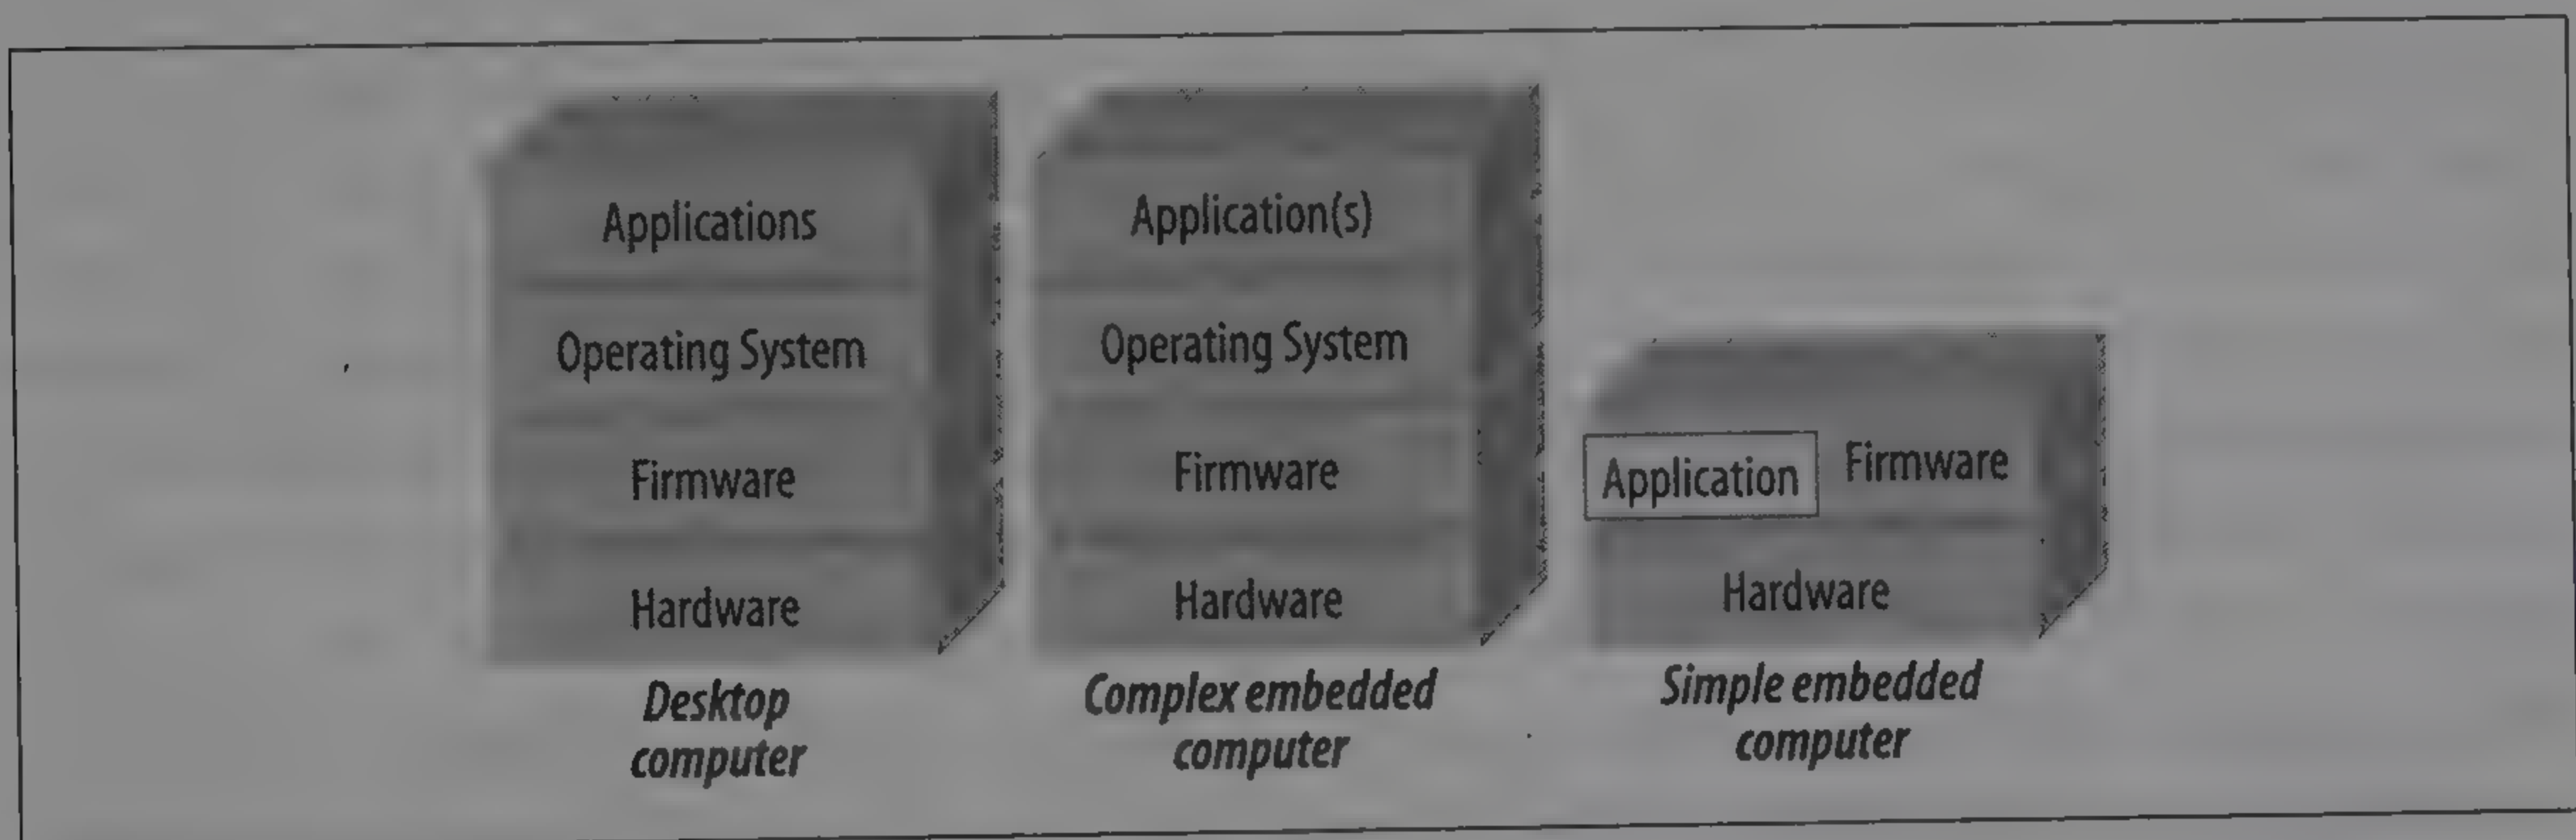 Applications
Operating System
Firmware
Hardware
Desktop
computer
Application(s)
Operating System
Firmware
Hardware
Complex embedded
computer
Application Firmware
Hardware
Simple embedded
computer